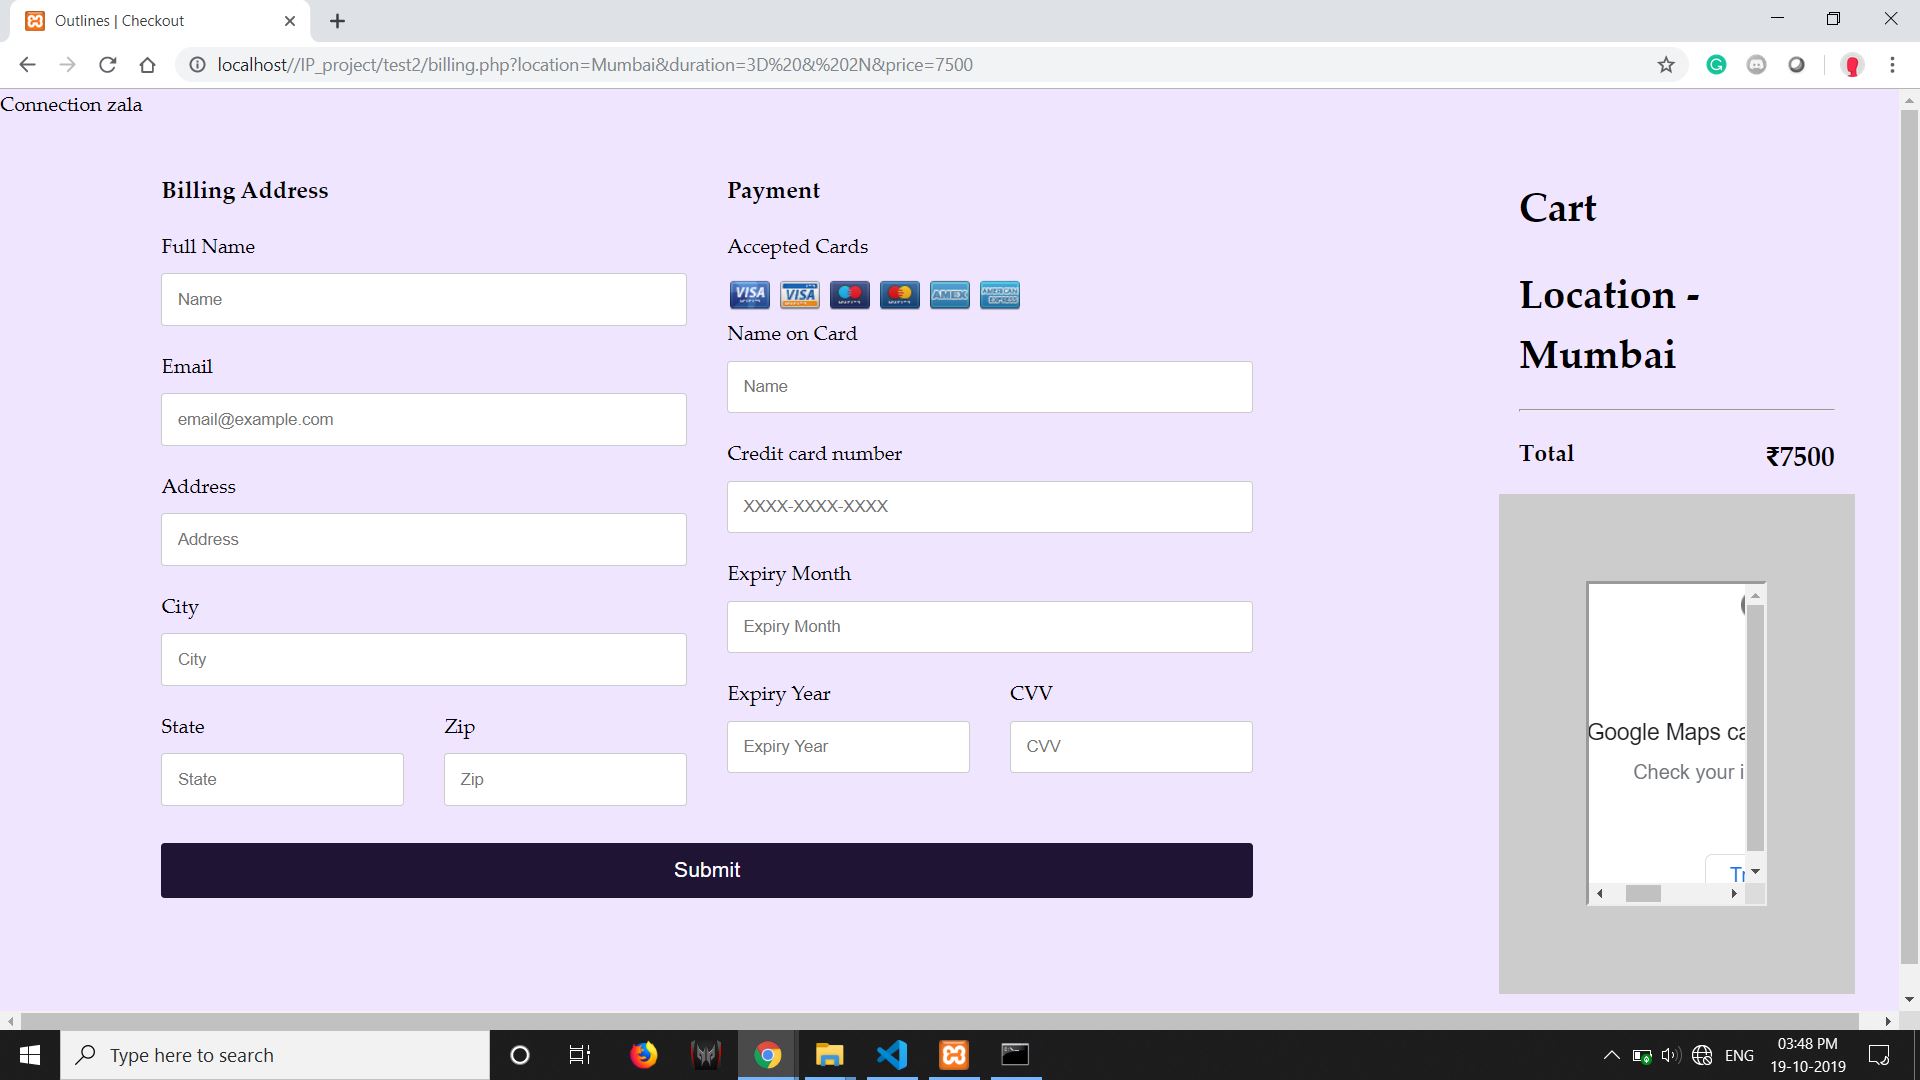 Outlines | Checkout
localhost//IP_project/test2/billing.php?location=Mumbai&duration=3D%20&%202N&price=7500
Connection zala
Billing Address
Full Name
Name
Email
email@example.com
Address
Address
City
City
State
Zip
State
Zip
Payment
Accepted Cards
VISA
VISA
AMEX
AMERICAN EXPRESS
Name on Card
Name
Credit card number
XXXX-XXXX-XXXX
Expiry Month
Expiry Month
Expiry Year
CVV
Expiry Year
CVV
Submit
Cart
Location -
Mumbai
Total
₹7500
Google Maps ca
Check your i
Tr
Type here to search
ENG
03:48 PM
19-10-2019